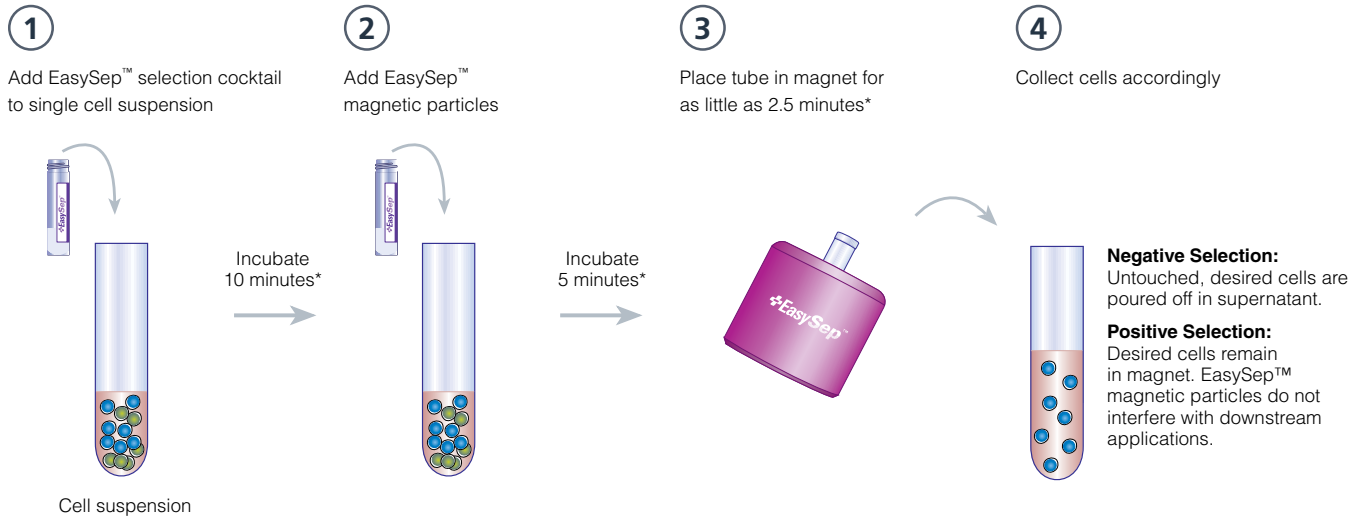 1
Add EasySep™ selection cocktail
to single cell suspension
EasySep
Incubate
10 minutes*
Cell suspension
2
Add EasySep™
magnetic particles
EasySep
Incubate
5 minutes*
3
Place tube in magnet for
as little as 2.5 minutes*
EasySep™
4
Collect cells accordingly
Negative Selection:
Untouched, desired cells are
poured off in supernatant.
Positive Selection:
Desired cells remain
in magnet. EasySep™
magnetic particles do not
interfere with downstream
applications.